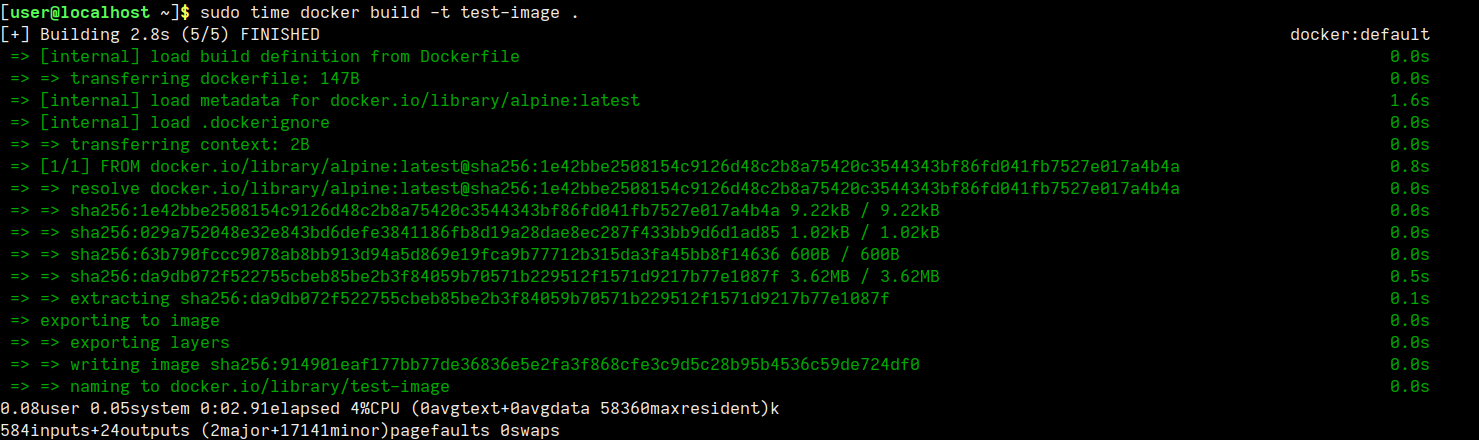 [user@localhost ~]$ sudo time docker build -t test-image .
[+] Building 2.8s (5/5) FINISHED docker:default
=> [internal] load build definition from Dockerfile 0.0s
=> => transferring dockerfile: 147B 0.0s
=> [internal] load metadata for docker.io/library/alpine:latest 1.6s
=> [internal] load .dockerignore 0.0s
=> => transferring context: 2B 0.0s
=> [1/1] FROM docker.io/library/alpine:latest@sha256:1e42bbe2508154c9126d48c2b8a75420c3544343bf86fd041fb7527e017a4b4a 0.8s
=> => resolve docker.io/library/alpine:latest@sha256:1e42bbe2508154c9126d48c2b8a75420c3544343bf86fd041fb7527e017a4b4a 0.0s
=> => sha256:1e42bbe2508154c9126d48c2b8a75420c3544343bf86fd041fb7527e017a4b4a 9.22kB / 9.22kB 0.0s
=> => sha256:029a752048e32e843bd6defe3841186fb8d19a28dae8ec287f433bb9d6d1ad85 1.02kB / 1.02kB 0.0s
=> => sha256:63b790fccc9078ab8bb913d94a5d869e19fca9b77712b315da3fa45bb8f14636 600B / 600B 0.0s
=> => sha256:da9db072f522755cbeb85be2b3f84059b70571b229512f1571d9217b77e1087f 3.62MB / 3.62MB 0.5s
=> => extracting sha256:da9db072f522755cbeb85be2b3f84059b70571b229512f1571d9217b77e1087f 0.1s
=> exporting to image 0.0s
=> => exporting layers 0.0s
=> => writing image sha256:914901eaf177bb77de36836e5e2fa3f868cfe3c9d5c28b95b4536c59de724df0 0.0s
=> => naming to docker.io/library/test-image 0.0s
0.08user 0.05system 0:02.91elapsed 4%CPU (0avgtext+0avgdata 58360maxresident)k
584inputs+24outputs (2major+17141minor)pagefaults 0swaps